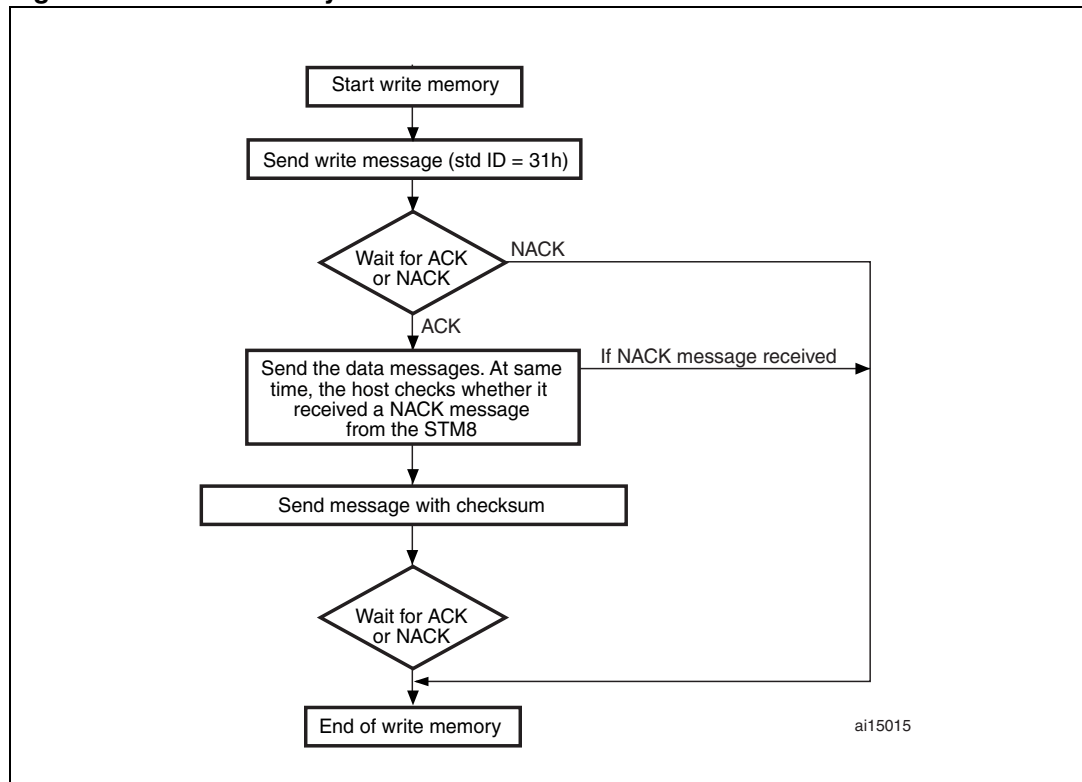 Start write memory
Send write message (std ID = 31h)
Wait for ACK
or NACK
NACK
ACK
Send the data messages. At same
time, the host checks whether it
received a NACK message
from the STM8
If NACK message received
Send message with checksum
Wait for ACK
or NACK
End of write memory
ai15015